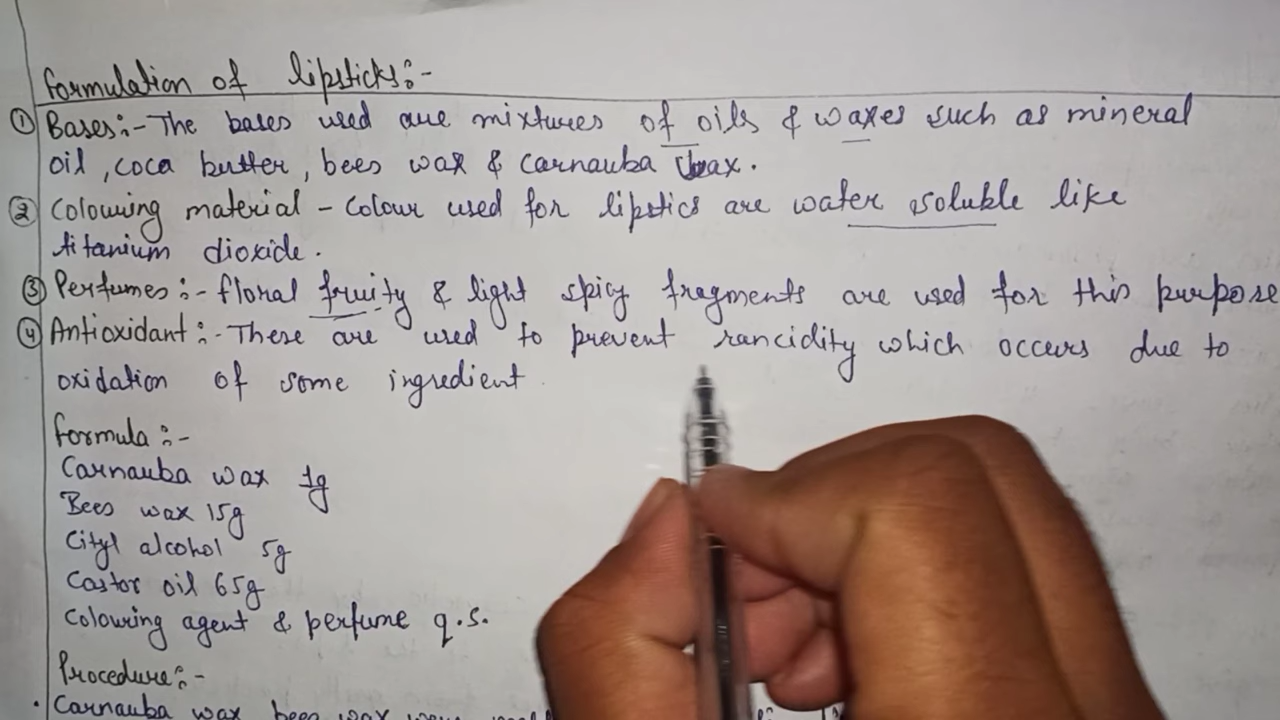 Formulation of lipsticks:-
① Bases:- The bases used are mixtures of oils & waxes such as mineral
oil, coca butter, bees wax & carnauba wax.
② Colouring material - Colour used for lipstics are water soluble like
titanium dioxide.
③ Perfumes:- floral fruity & light spicy fragments are used for this purpose
④ Antioxidant:- These are used to prevent rancidity which occurs due to
oxidation of some ingredient.
Formula:-
Carnauba wax 1g
Bees wax 15g
Cityl alcohol 5g
Castor oil 65g
Colouring agent & perfume q.s.
Procedure:-
• Carnauba wax bees wax